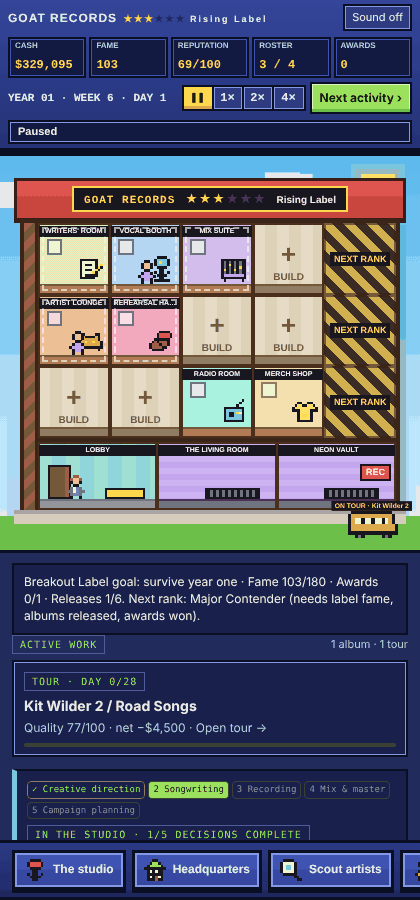 GOAT RECORDS ★★★★★★ Rising Label
Sound off
CASH
$329,095
FAME
103
REPUTATION
69/100
ROSTER
3 / 4
AWARDS
0
YEAR 01 · WEEK 6 · DAY 1
1×
2×
4×
Next activity ›
Paused
GOAT RECORDS ★★★★★★ Rising Label
WRITERS' ROOM
VOCAL BOOTH
MIX SUITE
+
BUILD
NEXT RANK
ARTIST LOUNGE
REHEARSAL HA…
+
BUILD
+
BUILD
NEXT RANK
+
BUILD
+
BUILD
RADIO ROOM
MERCH SHOP
NEXT RANK
LOBBY
THE LIVING ROOM
NEON VAULT
REC
ON TOUR · Kit Wilder 2
Breakout Label goal: survive year one · Fame 103/180 · Awards
0/1 · Releases 1/6. Next rank: Major Contender (needs label fame,
albums released, awards won).
ACTIVE WORK
1 album · 1 tour
TOUR · DAY 0/28
Kit Wilder 2 / Road Songs
Quality 77/100 · net −$4,500 · Open tour →
✓ Creative direction
2 Songwriting
3 Recording
4 Mix & master
5 Campaign planning
IN THE STUDIO · 1/5 DECISIONS COMPLETE
The studio
Headquarters
Scout artists